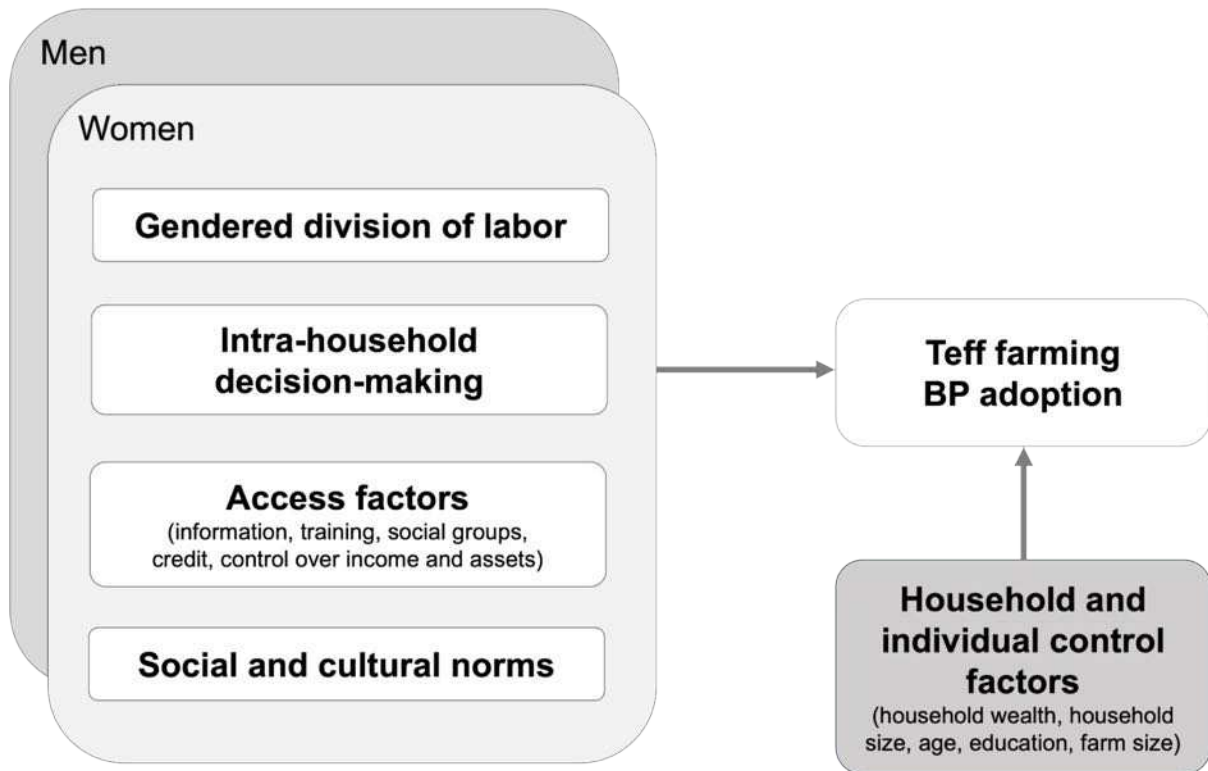 Men
Women
Gendered division of labor
Intra-household
decision-making
Access factors
(information, training, social groups,
credit, control over income and assets)
Social and cultural norms
Teff farming
BP adoption
Household and
individual control
factors
(household wealth, household
size, age, education, farm size)